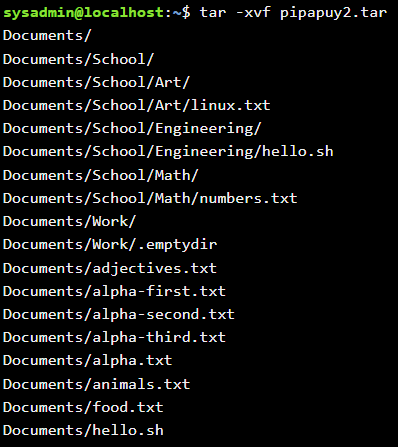 sysadmin@localhost:~$ tar -xvf pipapuy2.tar
Documents/
Documents/School/
Documents/School/Art/
Documents/School/Art/linux.txt
Documents/School/Engineering/
Documents/School/Engineering/hello.sh
Documents/School/Math/
Documents/School/Math/numbers.txt
Documents/Work/
Documents/Work/.emptydir
Documents/adjectives.txt
Documents/alpha-first.txt
Documents/alpha-second.txt
Documents/alpha-third.txt
Documents/alpha.txt
Documents/animals.txt
Documents/food.txt
Documents/hello.sh